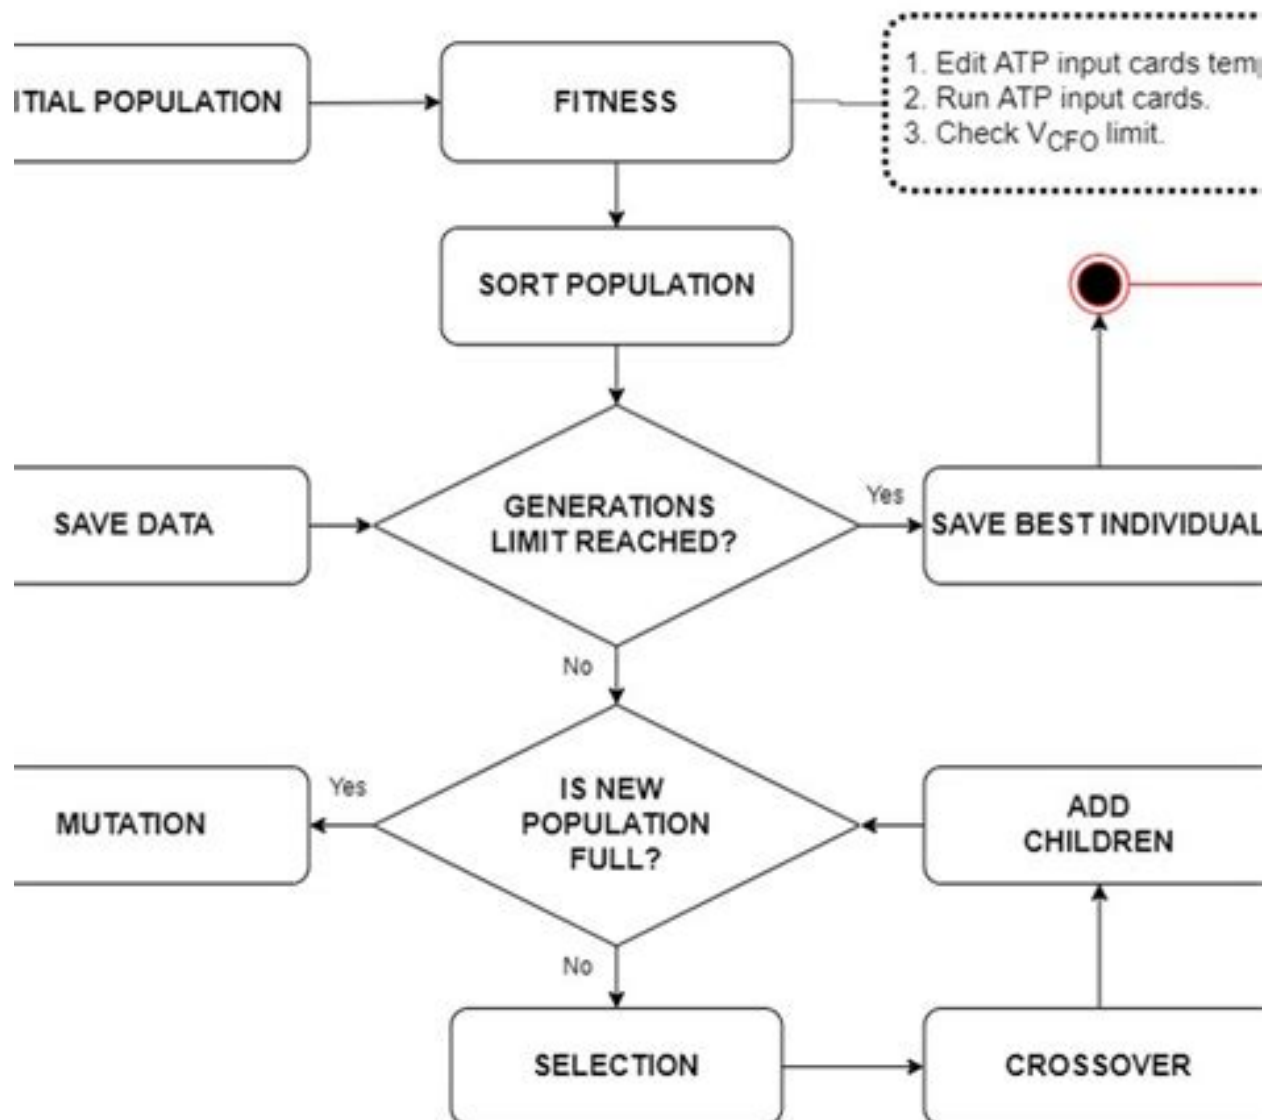 ITIAL POPULATION
FITNESS
1. Edit ATP input cards temp
2. Run ATP input cards.
3. Check VCFO limit.
SORT POPULATION
SAVE DATA
GENERATIONS
LIMIT REACHED?
Yes
SAVE BEST INDIVIDUAL
No
MUTATION
Yes
IS NEW
POPULATION
FULL?
ADD
CHILDREN
No
SELECTION
CROSSOVER